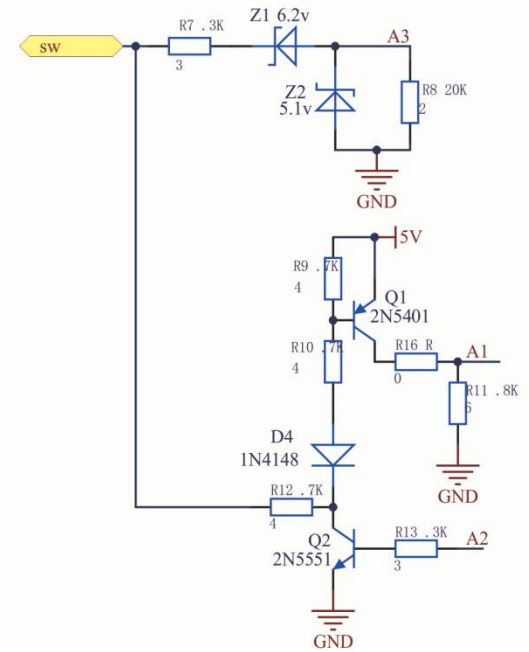 Z1 6.2v
R7 .3K
3
sw
A3
Z2
5.1v
R8 20K
2
GND
5V
R9 .7K
4
Q1
2N5401
R10 .7K
4
R16 R
0
A1
R11 .8K
6
GND
D4
1N4148
R12 .7K
4
Q2
2N5551
R13 .3K
3
A2
GND